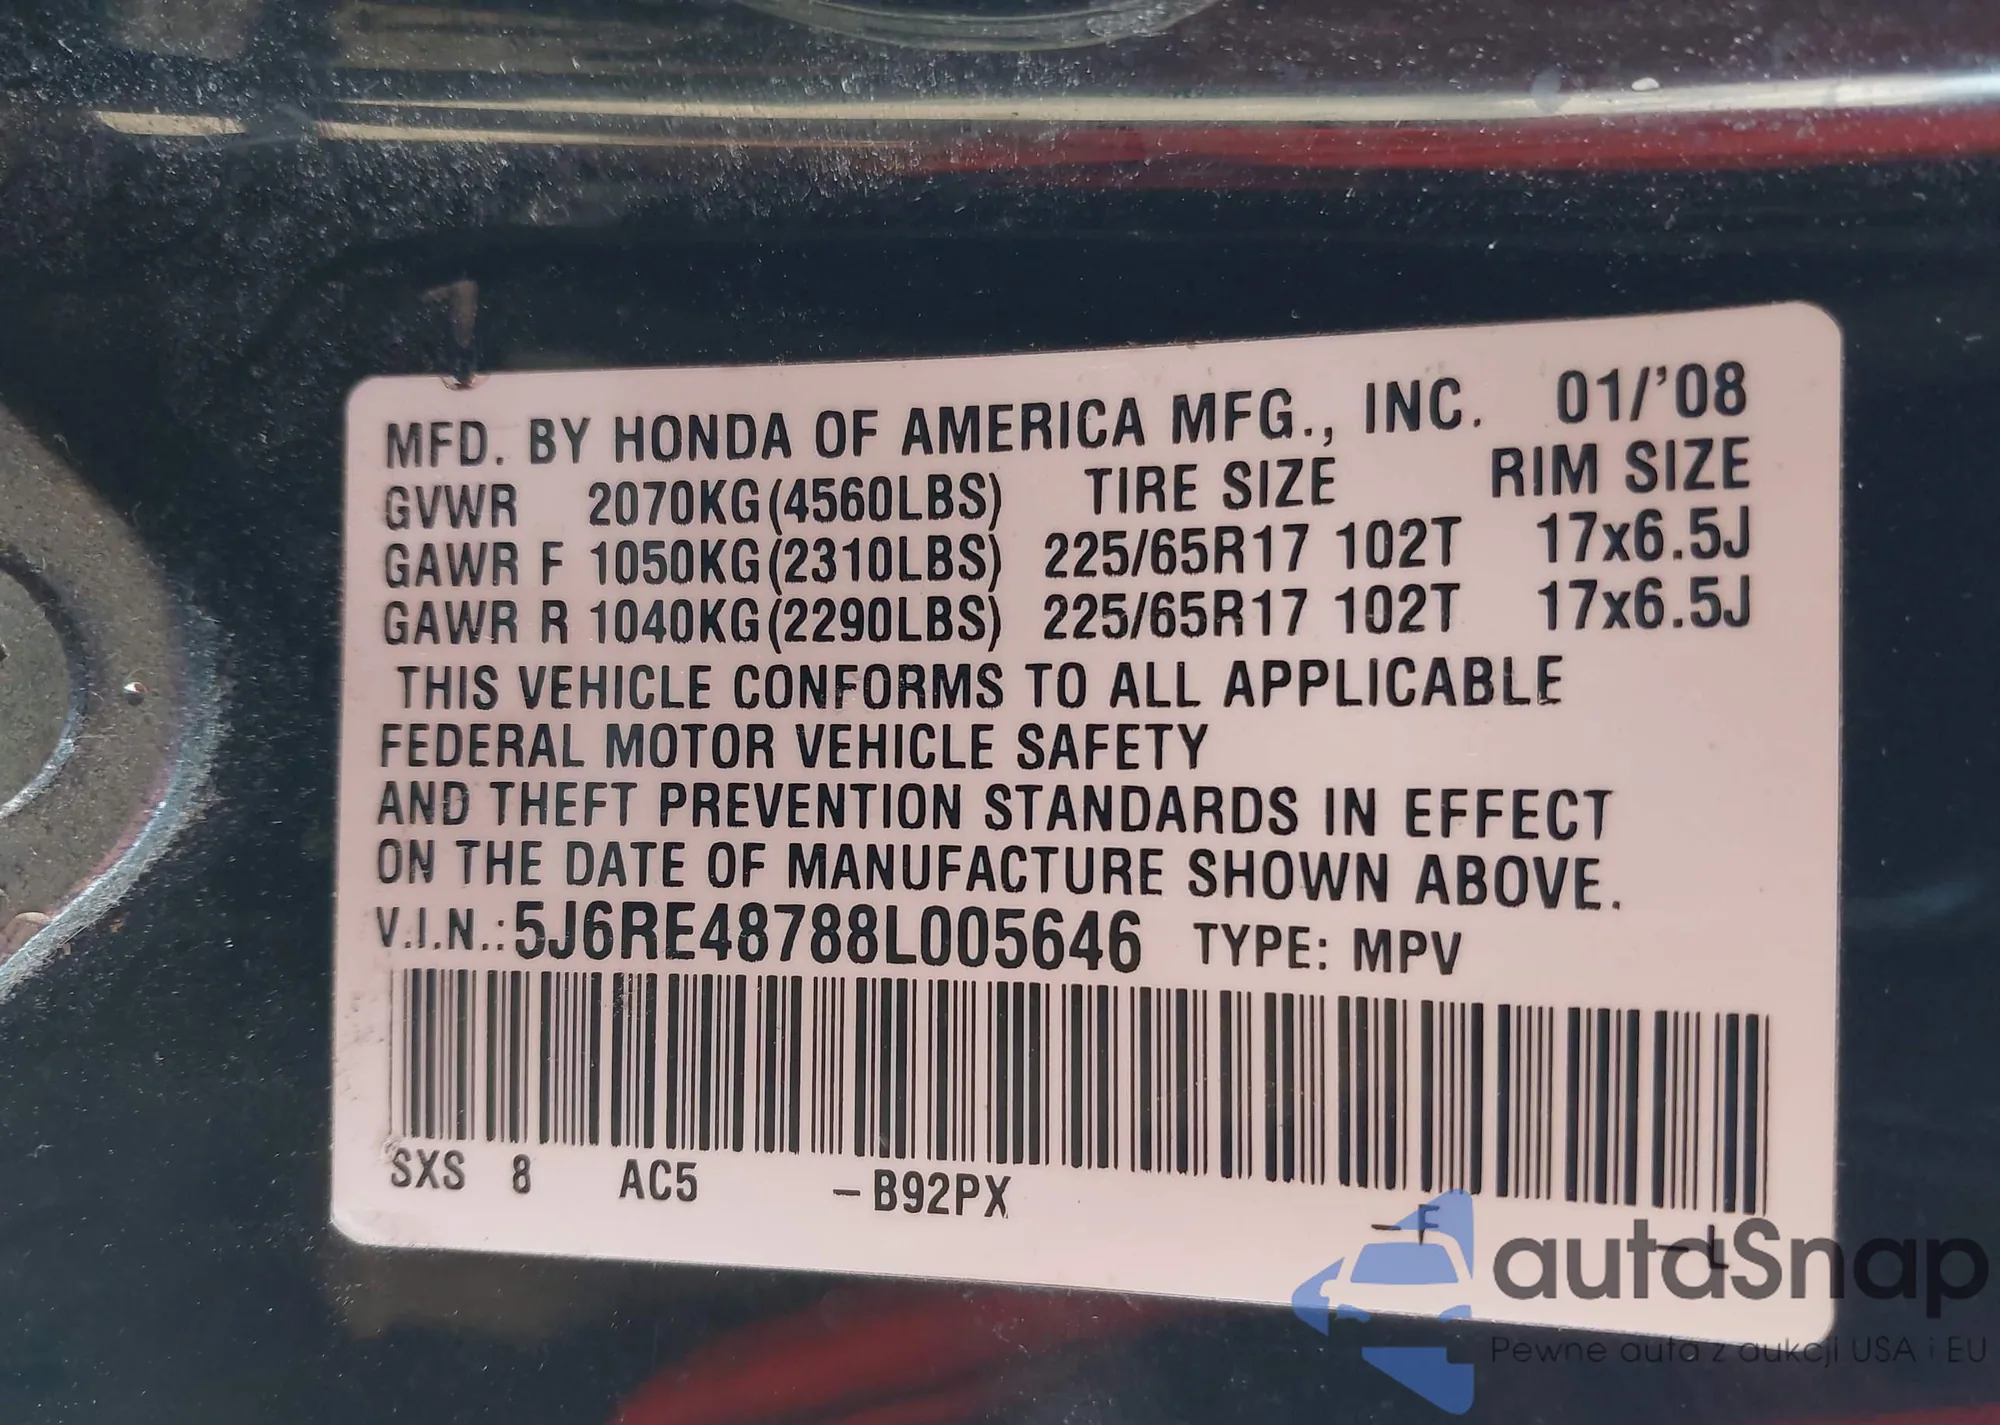 MFD. BY HONDA OF AMERICA MFG., INC. 01/'08
GVWR 2070KG(4560LBS) TIRE SIZE RIM SIZE
GAWR F 1050KG(2310LBS) 225/65R17 102T 17x6.5J
GAWR R 1040KG(2290LBS) 225/65R17 102T 17x6.5J
THIS VEHICLE CONFORMS TO ALL APPLICABLE
FEDERAL MOTOR VEHICLE SAFETY
AND THEFT PREVENTION STANDARDS IN EFFECT
ON THE DATE OF MANUFACTURE SHOWN ABOVE.
V.I.N.:5J6RE48788L005646 TYPE: MPV
SXS 8 AC5 -B92PX -F -L
autaSnap
Pewne auta z aukcji USA i EU